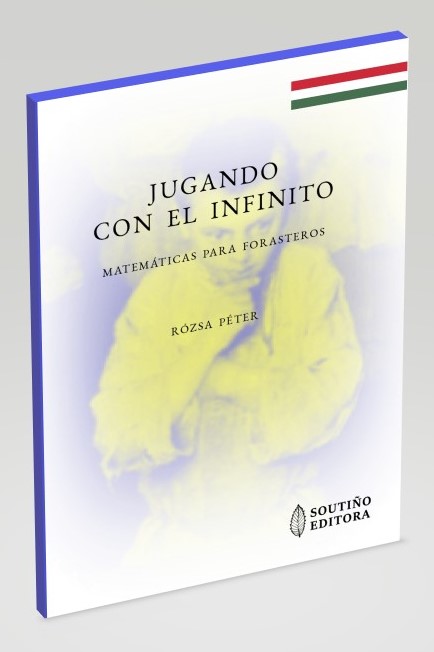 JUGANDO
CON EL INFINITO
MATEMÁTICAS PARA FORASTEROS
RÓZSA PÉTER
SOUTIÑO
EDITORA